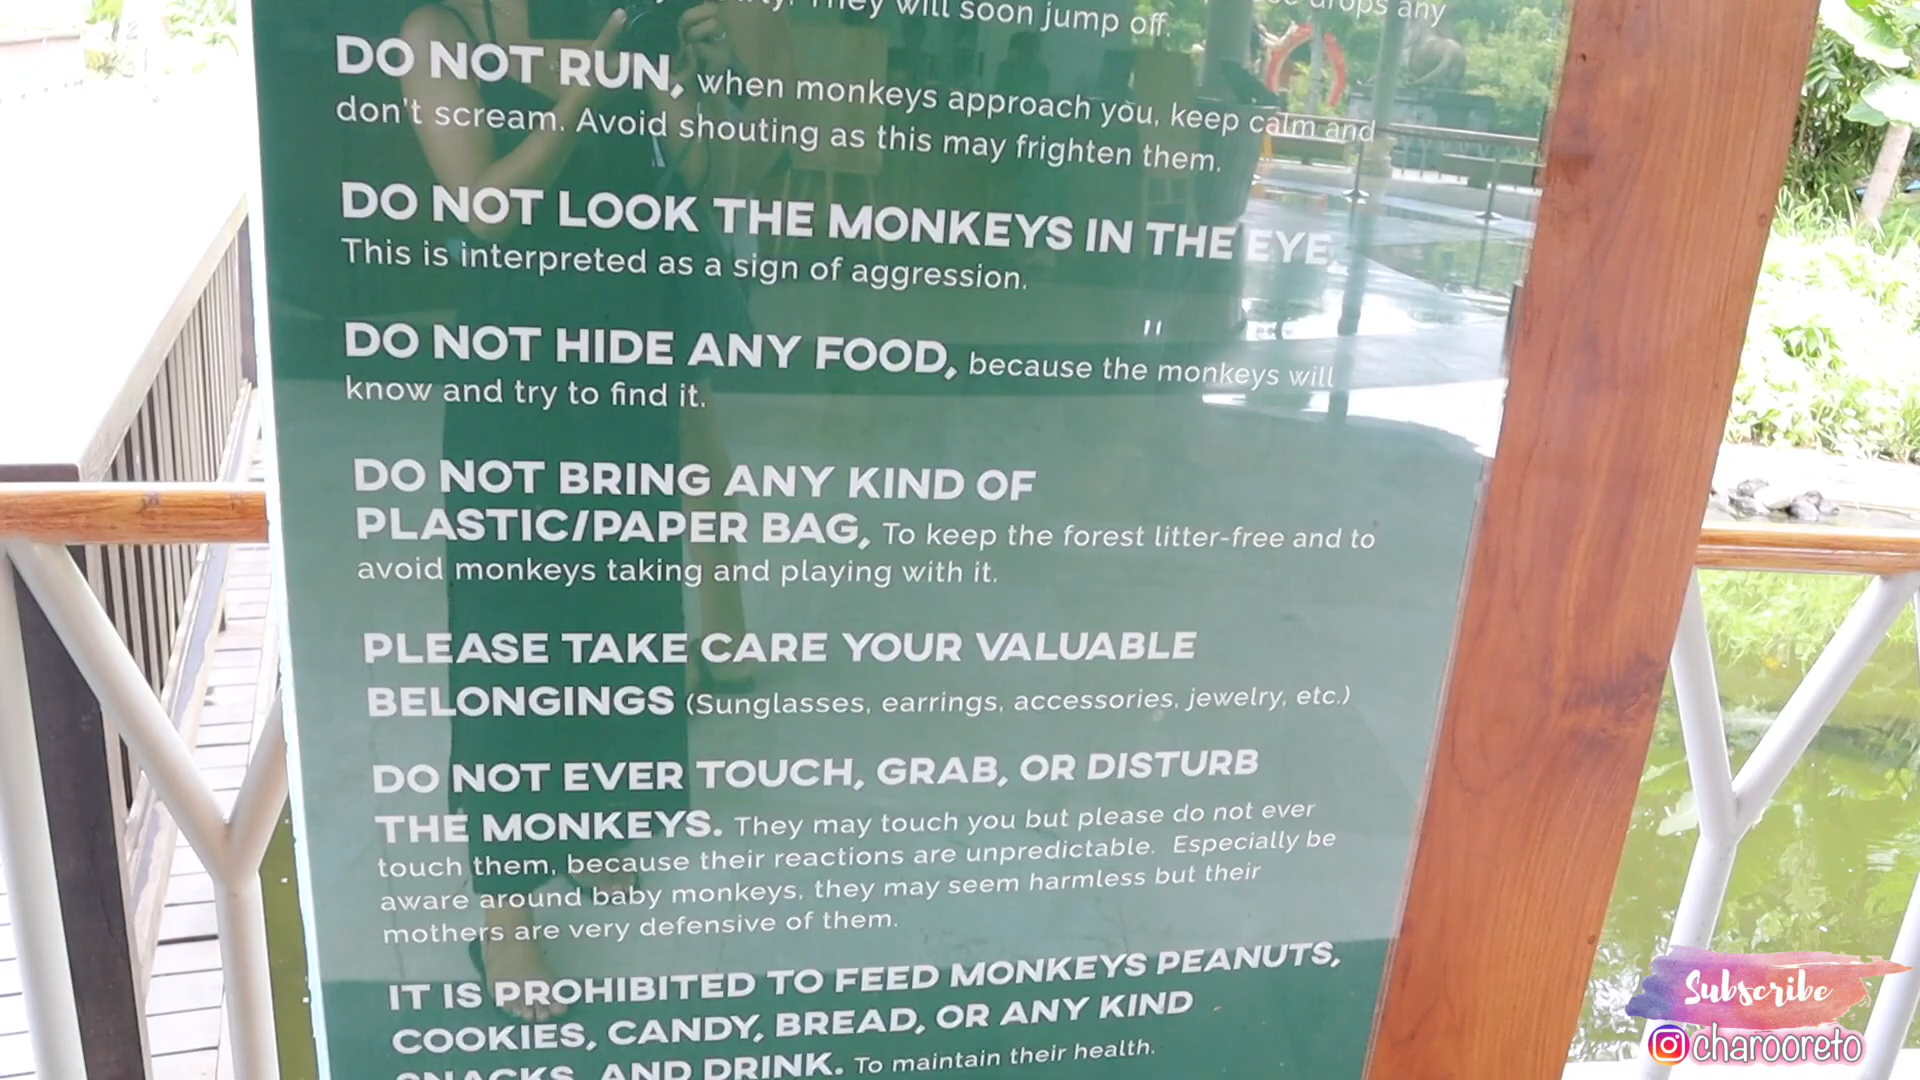 They will soon jump off.
drops any
DO NOT RUN, when monkeys approach you, keep calm and
don't scream. Avoid shouting as this may frighten them.
DO NOT LOOK THE MONKEYS IN THE EYE,
This is interpreted as a sign of aggression.
"
DO NOT HIDE ANY FOOD, because the monkeys will
know and try to find it.
DO NOT BRING ANY KIND OF
PLASTIC/PAPER BAG, To keep the forest litter-free and to
avoid monkeys taking and playing with it.
PLEASE TAKE CARE YOUR VALUABLE
BELONGINGS (Sunglasses, earrings, accessories, jewelry, etc.)
DO NOT EVER TOUCH, GRAB, OR DISTURB
THE MONKEYS. They may touch you but please do not ever
touch them, because their reactions are unpredictable. Especially be
aware around baby monkeys, they may seem harmless but their
mothers are very defensive of them.
IT IS PROHIBITED TO FEED MONKEYS PEANUTS,
COOKIES, CANDY, BREAD, OR ANY KIND
SNACKS, AND DRINK. To maintain their health.
Subscribe
charooreto